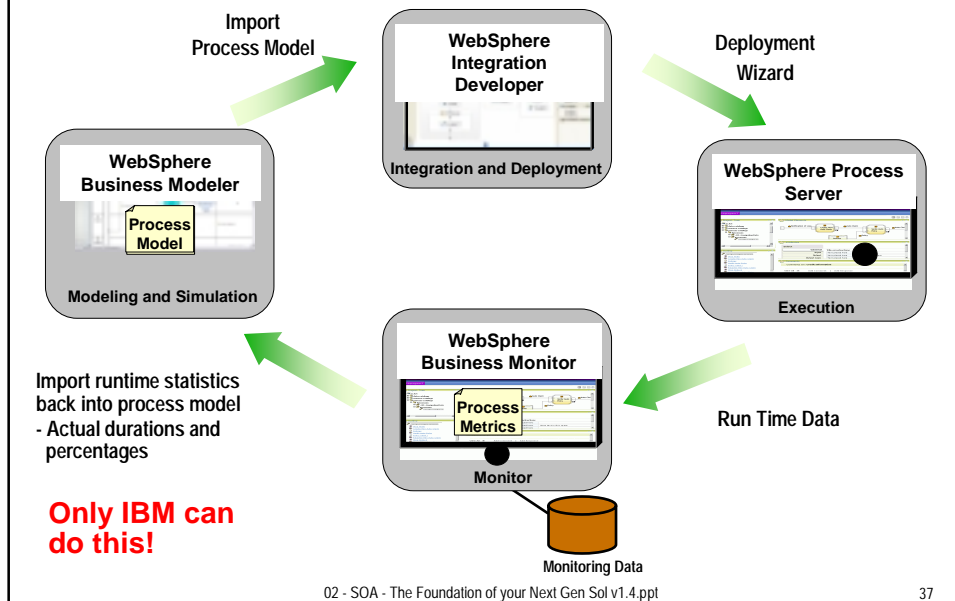 Import
Process Model
WebSphere
Integration
Developer
Integration and Deployment
Deployment
Wizard
WebSphere
Business Modeler
Process
Model
Modeling and Simulation
WebSphere Process
Server
Execution
WebSphere
Business Monitor
Process
Metrics
Monitor
Import runtime statistics
back into process model
- Actual durations and
percentages
Run Time Data
Only IBM can
do this!
Monitoring Data
02 - SOA - The Foundation of your Next Gen Sol v1.4.ppt
37